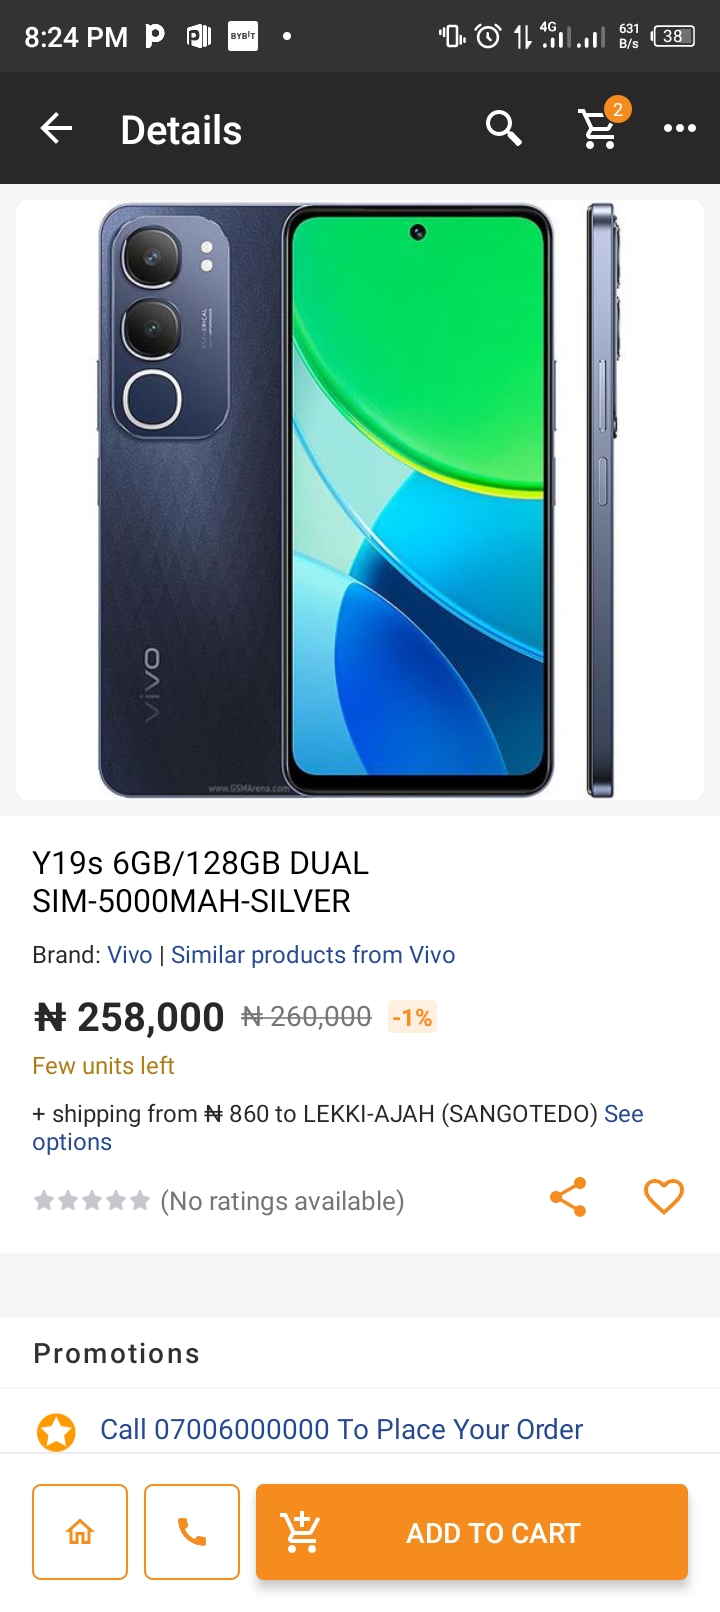 8:24 PM
BYBIT
4G
631
B/s
38
Details
2
vivo
www.GSMArena.com
Y19s 6GB/128GB DUAL
SIM-5000MAH-SILVER
Brand: Vivo | Similar products from Vivo
₦ 258,000 ₦ 260,000 -1%
Few units left
+ shipping from ₦ 860 to LEKKI-AJAH (SANGOTEDO) See
options
(No ratings available)
Promotions
Call 07006000000 To Place Your Order
ADD TO CART